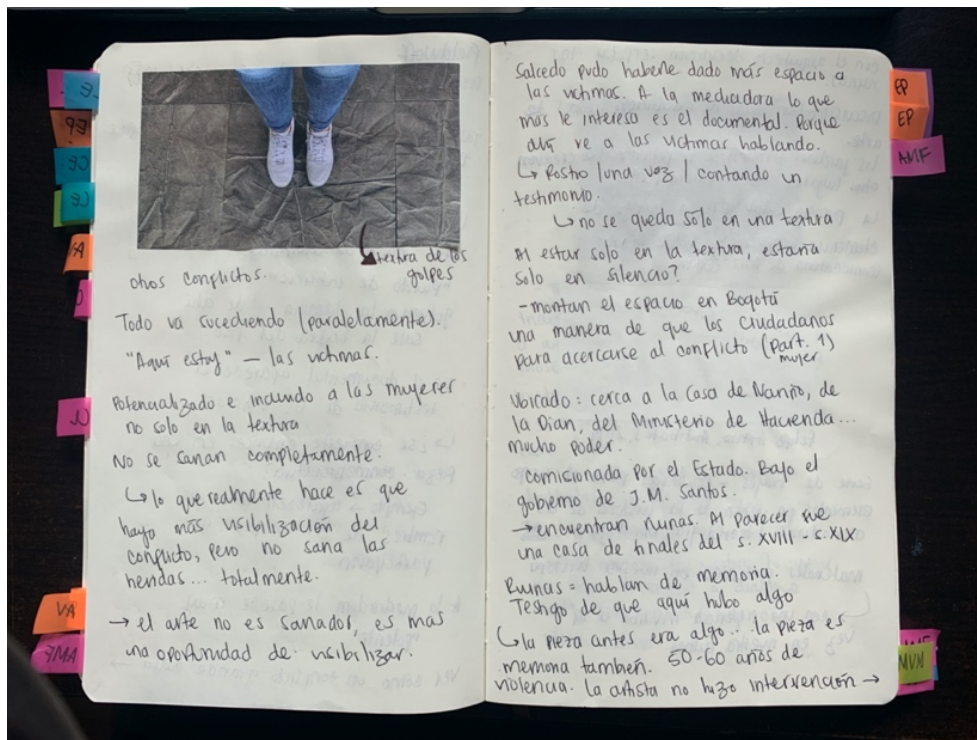 textura de los
golpes
otros conflictos.
Todo va sucediendo (paralelamente).
"Aquí estoy" — las victimas.
Potencializado e incluido a las mujeres
no solo en la textura
No se sanan completamente.
↳ lo que realmente hace es que
haya más visibilización del
conflicto, pero no sana las
heridas... totalmente.
→ el arte no es sanador, es más
una oportunidad de visibilizar.
Salcedo pudo haberle dado más espacio a
las victimas. A la mediadora lo que
mas le interesa es el documental. Porque
ahí ve a las victimas hablando.
↳ Rostro / una voz / contando un
testimonio.
↳ no se queda solo en una textura
Al estar solo en la textura, estaría
solo en silencio?
- montan el espacio en Bogotá
una manera de que los ciudadanos
para acercarse al conflicto (Part. 1)
mujer
Ubicado: cerca a la Casa de Nariño, de
la Dian, del Ministerio de Hacienda...
mucho poder.
Comisionada por el Estado. Bajo el
gobierno de J.M. Santos.
→ encuentran ruinas. Al parecer fue
una casa de finales del s. XVIII - s. XIX
Ruinas = hablan de memoria.
Testigo de que aquí hubo algo
↳ la pieza antes era algo... la pieza es
memoria también. 50-60 años de
violencia. La artista no hizo intervención →
EP
EP
AMF
MVM
VA